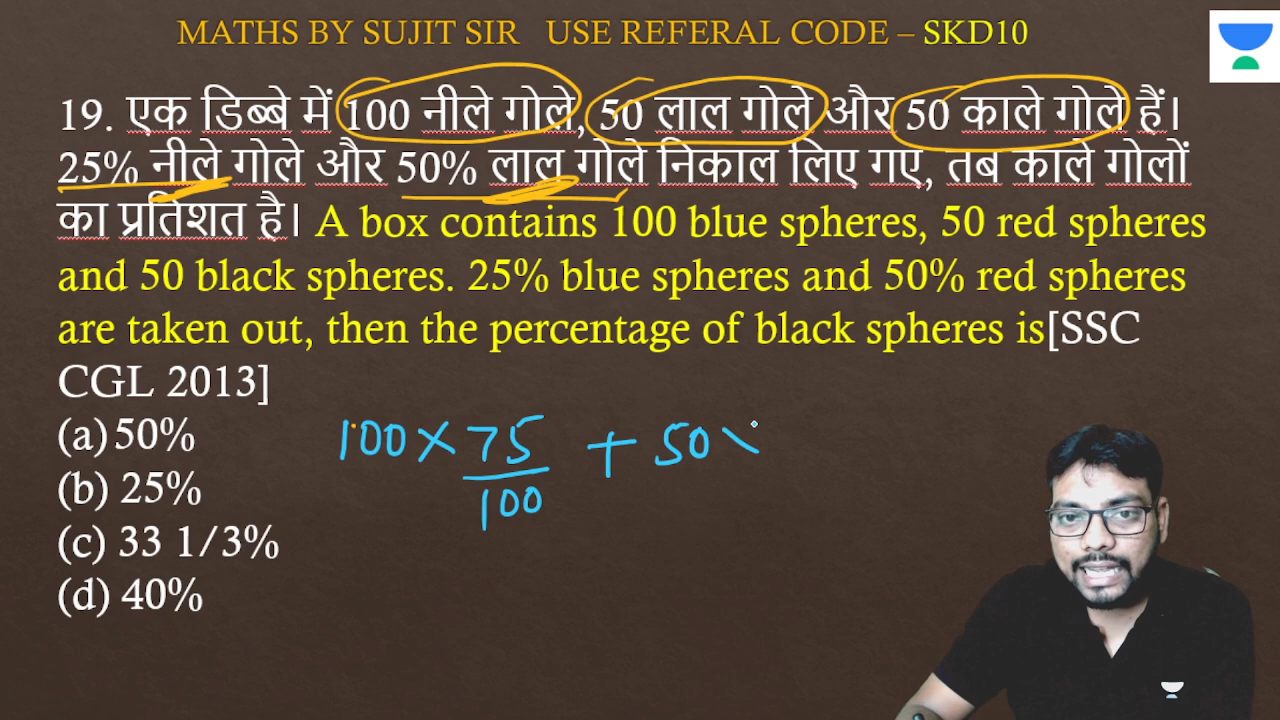 MATHS BY SUJIT SIR USE REFERAL CODE – SKD10
19. एक डिब्बे में 100 नीले गोले, 50 लाल गोले और 50 काले गोले हैं।
25% नीले गोले और 50% लाल गोले निकाल लिए गए, तब काले गोलों
का प्रतिशत है। A box contains 100 blue spheres, 50 red spheres
and 50 black spheres. 25% blue spheres and 50% red spheres
are taken out, then the percentage of black spheres is[SSC
CGL 2013]
(a) 50%
(b) 25%
(c) 33 1/3%
(d) 40%
100 × 75 + 50
100